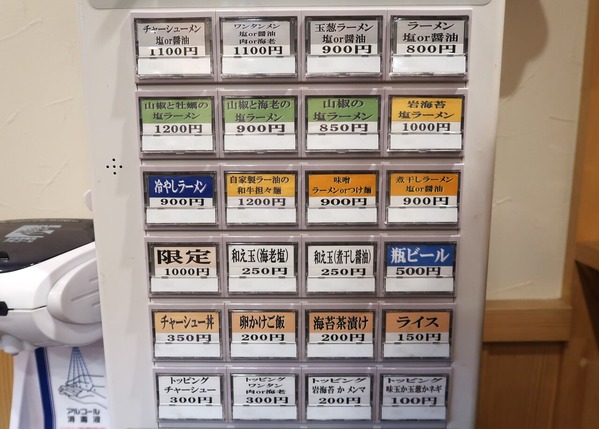 チャーシューメン
塩or醤油
1100円
ワンタンメン
塩or醤油
肉or海老
1100円
玉葱ラーメン
塩or醤油
900円
ラーメン
塩or醤油
800円
山椒と牡蠣の
塩ラーメン
1200円
山椒と海老の
塩ラーメン
900円
山椒の
塩ラーメン
850円
岩海苔
塩ラーメン
1000円
冷やしラーメン
900円
自家製ラー油の
和牛担々麺
1200円
味噌
ラーメンorつけ麺
900円
煮干しラーメン
塩or醤油
900円
限定
1000円
和え玉(海老塩)
250円
和え玉(煮干し醤油)
250円
瓶ビール
500円
チャーシュー丼
350円
卵かけご飯
200円
海苔茶漬け
200円
ライス
150円
トッピング
チャーシュー
300円
トッピング
ワンタン
肉or海老
300円
トッピング
岩海苔 か メンマ
200円
トッピング
味玉か玉葱かネギ
100円
アルコール
消毒液